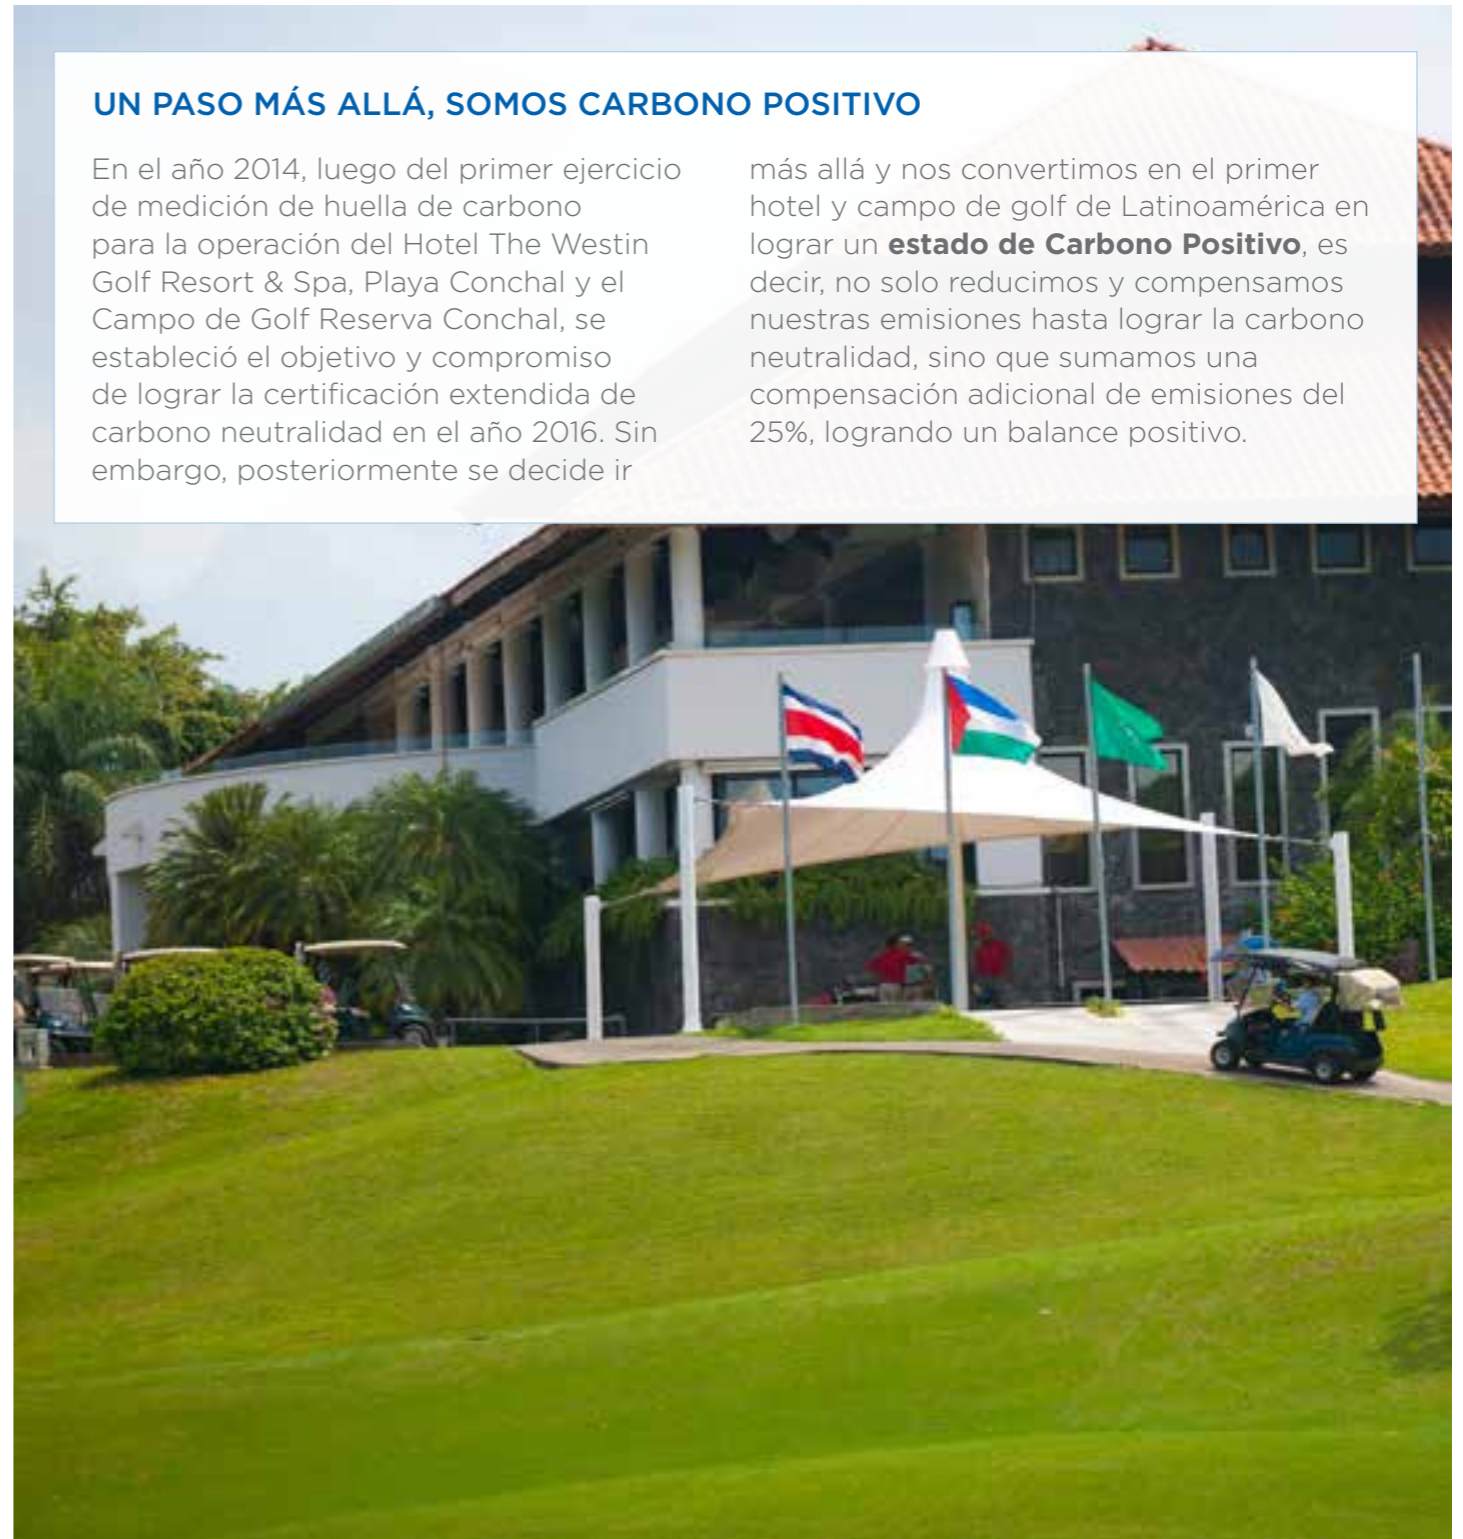 UN PASO MÁS ALLÁ, SOMOS CARBONO POSITIVO
En el año 2014, luego del primer ejercicio
de medición de huella de carbono
para la operación del Hotel The Westin
Golf Resort & Spa, Playa Conchal y el
Campo de Golf Reserva Conchal, se
estableció el objetivo y compromiso
de lograr la certificación extendida de
carbono neutralidad en el año 2016. Sin
embargo, posteriormente se decide ir
más allá y nos convertimos en el primer
hotel y campo de golf de Latinoamérica en
lograr un estado de Carbono Positivo, es
decir, no solo reducimos y compensamos
nuestras emisiones hasta lograr la carbono
neutralidad, sino que sumamos una
compensación adicional de emisiones del
25%, logrando un balance positivo.